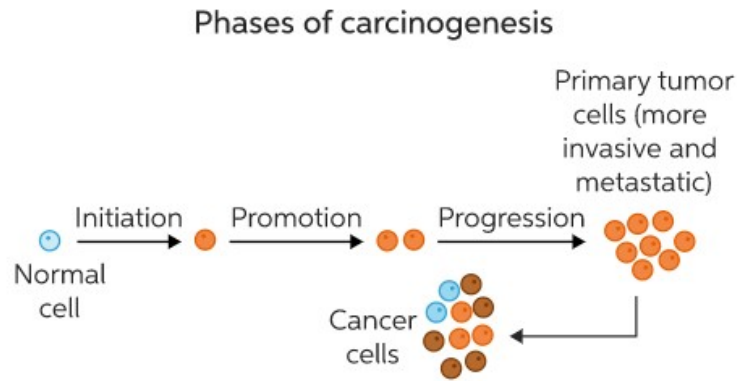 Phases of carcinogenesis
Primary tumor
cells (more
invasive and
metastatic)
Initiation
Promotion
Progression
Normal
cell
Cancer
cells